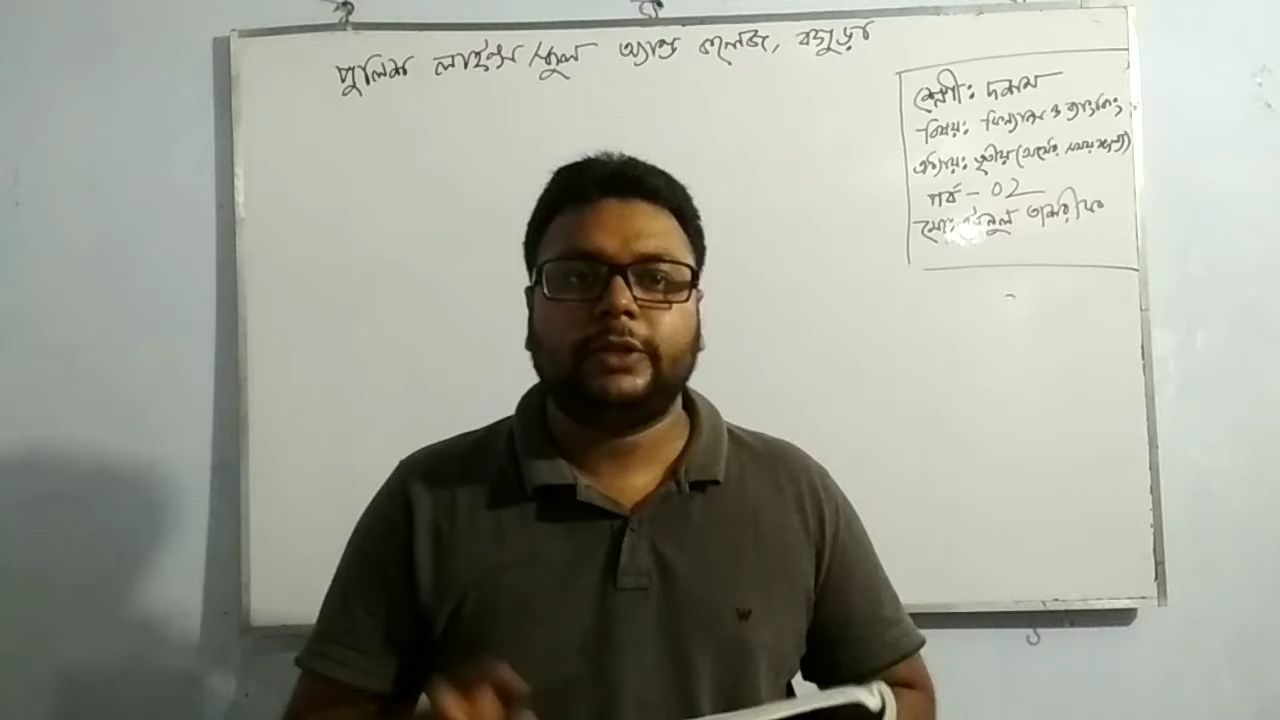 পুলিশ লাইন্স স্কুল অ্যান্ড কলেজ, বগুড়া
শ্রেণী: দশম
বিষয়: ফিন্যান্স ও ব্যাংকিং
অধ্যায়: তৃতীয় (অর্থের সময়মূল্য)
পর্ব - 02
মো:
W